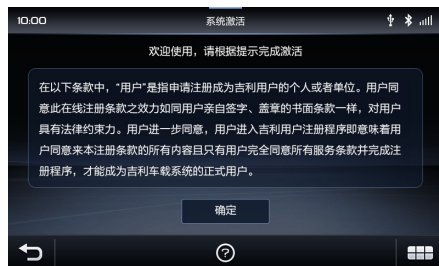 10:00
系统激活
欢迎使用，请根据提示完成激活
在以下条款中，“用户”是指申请注册成为吉利用户的个人或者单位。用户同
意此在线注册条款之效力如同用户亲自签字、盖章的书面条款一样，对用户
具有法律约束力。用户进一步同意，用户进入吉利用户注册程序即意味着用
户同意来本注册条款的所有内容且只有用户完全同意所有服务条款并完成注
册程序，才能成为吉利车载系统的正式用户。
确定